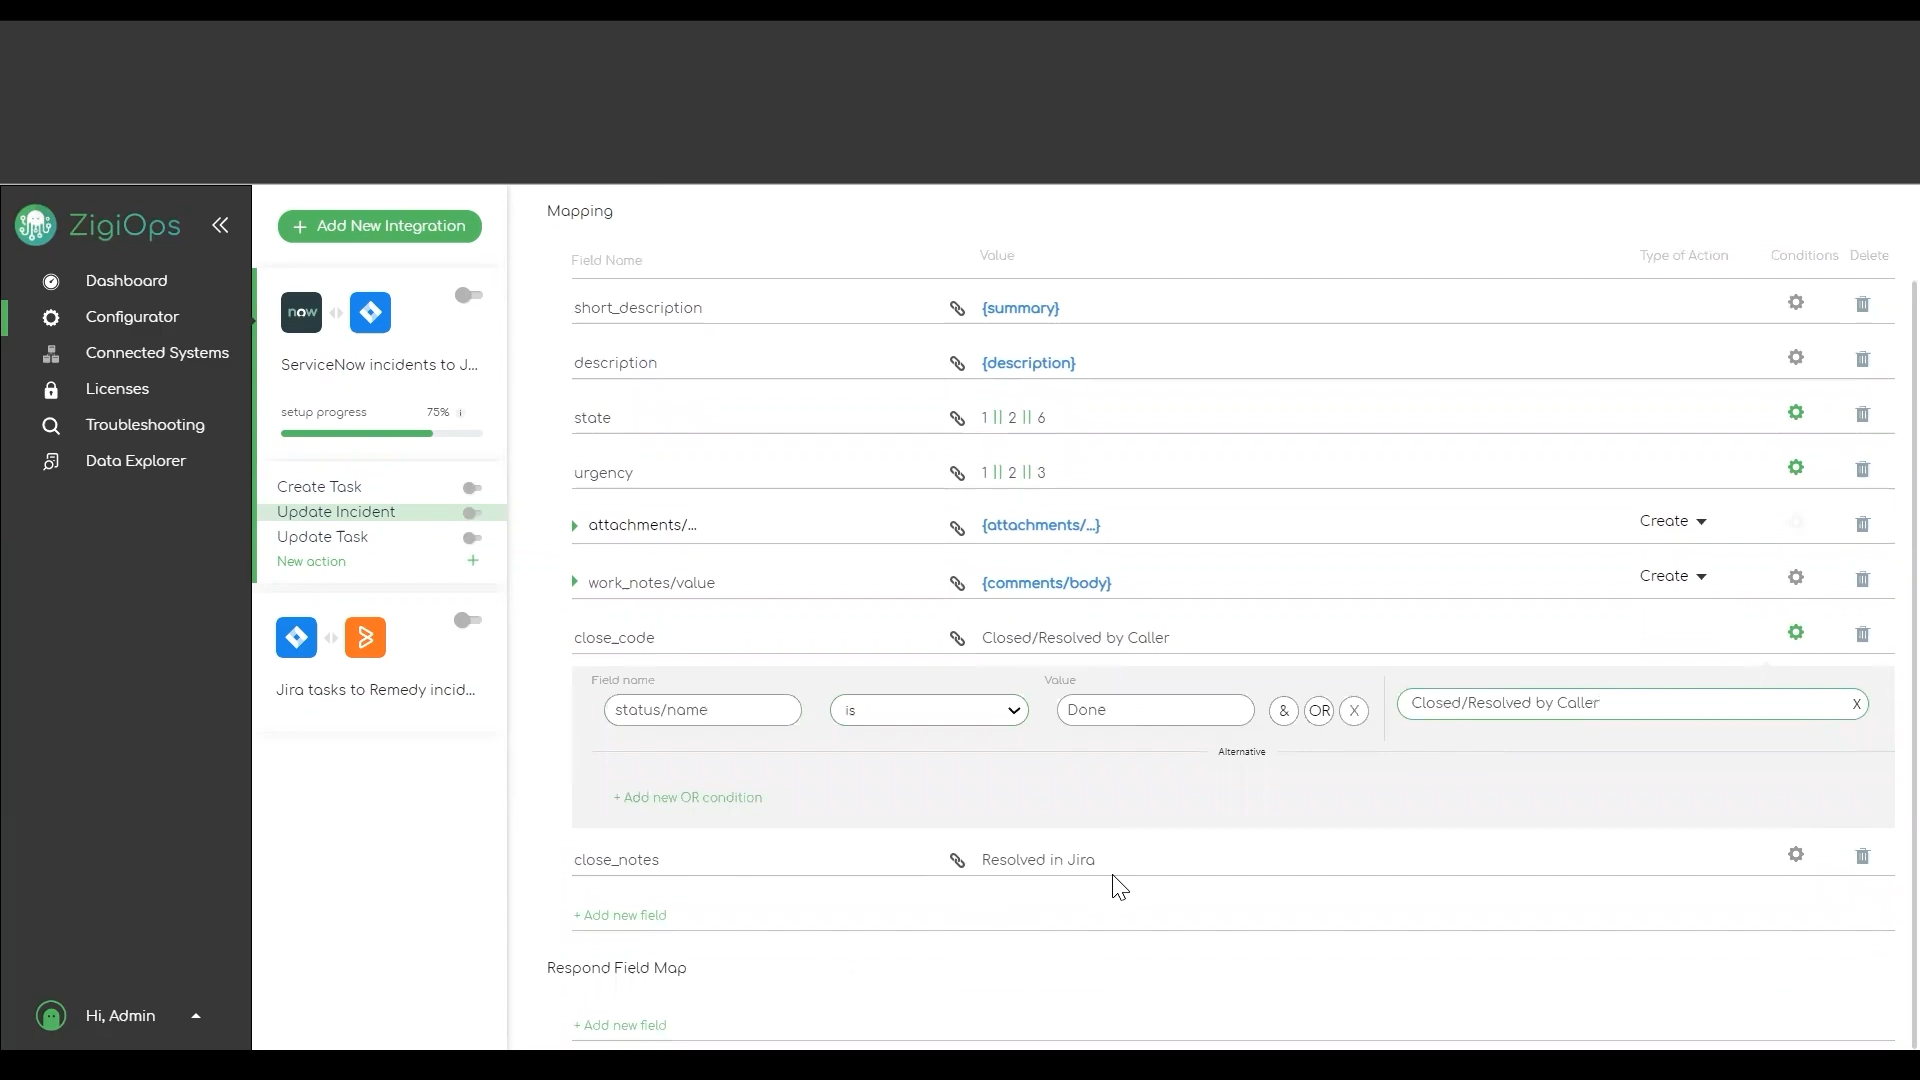 ZigiOps
Dashboard
Configurator
Connected Systems
Licenses
Troubleshooting
Data Explorer
Hi, Admin
+ Add New Integration
now
ServiceNow incidents to J...
setup progress 75% i
Create Task
Update Incident
Update Task
New action +
Jira tasks to Remedy incid...
Mapping
Field Name Value Type of Action Conditions Delete
short_description {summary}
description {description}
state 1 || 2 || 6
urgency 1 || 2 || 3
attachments/... {attachments/...} Create
work_notes/value {comments/body} Create
close_code Closed/Resolved by Caller
Field name Value
status/name is Done & OR X Closed/Resolved by Caller X
Alternative
+ Add new OR condition
close_notes Resolved in Jira
+ Add new field
Respond Field Map
+ Add new field